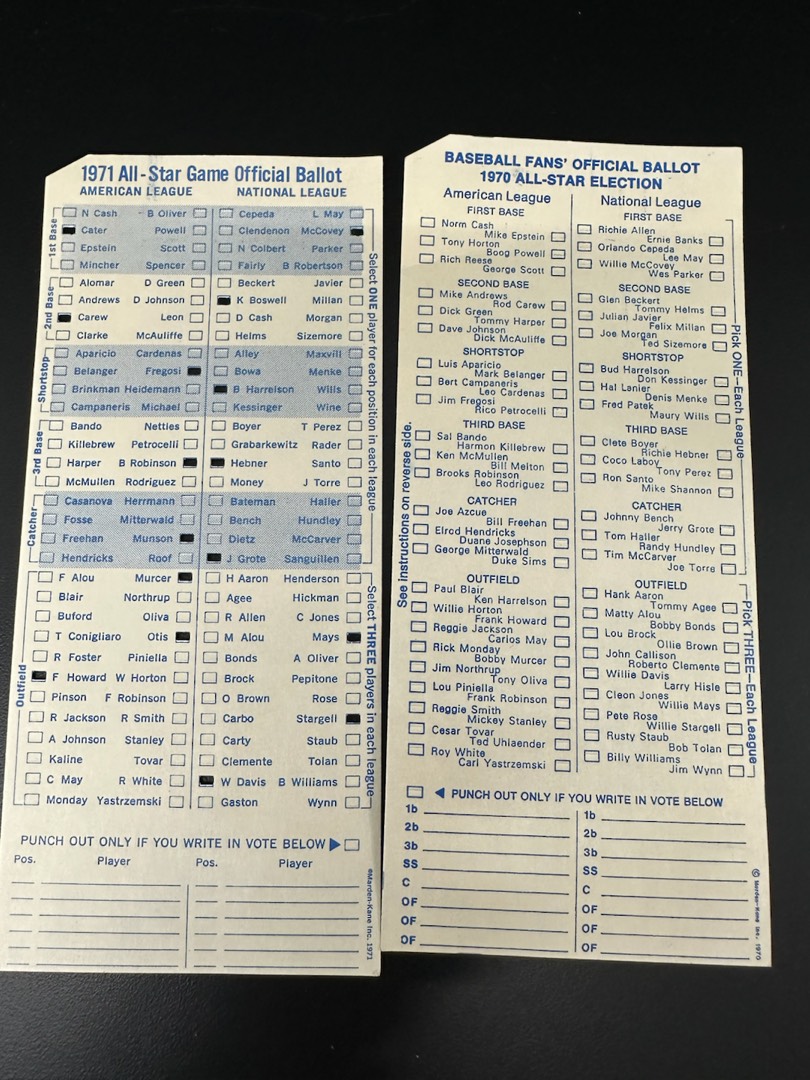 1971 All-Star Game Official Ballot
AMERICAN LEAGUE NATIONAL LEAGUE
1st Base
N Cash B Oliver Cepeda L May
Cater Powell Clendenon McCovey
Epstein Scott N Colbert Parker
Mincher Spencer Fairly B Robertson
2nd Base
Alomar D Green Beckert Javier
Andrews D Johnson K Boswell Millan
Carew Leon D Cash Morgan
Clarke McAuliffe Helms Sizemore
Shortstop
Aparicio Cardenas Alley Maxvill
Belanger Fregosi Bowa Menke
Brinkman Heidemann B Harrelson Wills
Campaneris Michael Kessinger Wine
3rd Base
Bando Nettles Boyer T Perez
Killebrew Petrocelli Grabarkewitz Rader
Harper B Robinson Hebner Santo
McMullen Rodriguez Money J Torre
Catcher
Casanova Herrmann Bateman Haller
Fosse Mitterwald Bench Hundley
Freehan Munson Dietz McCarver
Hendricks Roof J Grote Sanguillen
Select ONE player for each position in each league
Outfield
F Alou Murcer H Aaron Henderson
Blair Northrup Agee Hickman
Buford Oliva R Allen C Jones
T Conigliaro Otis M Alou Mays
R Foster Piniella Bonds A Oliver
F Howard W Horton Brock Pepitone
Pinson F Robinson O Brown Rose
R Jackson R Smith Carbo Stargell
A Johnson Stanley Carty Staub
Kaline Tovar Clemente Tolan
C May R White W Davis B Williams
Monday Yastrzemski Gaston Wynn
Select THREE players in each league
PUNCH OUT ONLY IF YOU WRITE IN VOTE BELOW
Pos. Player Pos. Player
©Marden-Kane Inc. 1971
BASEBALL FANS' OFFICIAL BALLOT
1970 ALL-STAR ELECTION
American League
FIRST BASE
Norm Cash
Mike Epstein
Tony Horton
Boog Powell
Rich Reese
George Scott
SECOND BASE
Mike Andrews
Rod Carew
Dick Green
Tommy Harper
Dave Johnson
Dick McAuliffe
SHORTSTOP
Luis Aparicio
Mark Belanger
Bert Campaneris
Leo Cardenas
Jim Fregosi
Rico Petrocelli
THIRD BASE
Sal Bando
Harmon Killebrew
Ken McMullen
Bill Melton
Brooks Robinson
Leo Rodriguez
CATCHER
Joe Azcue
Bill Freehan
Elrod Hendricks
Duane Josephson
George Mitterwald
Duke Sims
OUTFIELD
Paul Blair
Ken Harrelson
Willie Horton
Frank Howard
Reggie Jackson
Carlos May
Rick Monday
Bobby Murcer
Jim Northrup
Tony Oliva
Lou Piniella
Frank Robinson
Reggie Smith
Mickey Stanley
Cesar Tovar
Ted Uhlaender
Roy White
Carl Yastrzemski
See instructions on reverse side.
National League
FIRST BASE
Richie Allen
Ernie Banks
Orlando Cepeda
Lee May
Willie McCovey
Wes Parker
SECOND BASE
Glen Beckert
Tommy Helms
Julian Javier
Felix Millan
Joe Morgan
Ted Sizemore
SHORTSTOP
Bud Harrelson
Don Kessinger
Hal Lanier
Denis Menke
Fred Patek
Maury Wills
THIRD BASE
Clete Boyer
Richie Hebner
Coco Laboy
Tony Perez
Ron Santo
Mike Shannon
CATCHER
Johnny Bench
Jerry Grote
Tom Haller
Randy Hundley
Tim McCarver
Joe Torre
Pick ONE—Each League
OUTFIELD
Hank Aaron
Tommy Agee
Matty Alou
Bobby Bonds
Lou Brock
Ollie Brown
John Callison
Roberto Clemente
Willie Davis
Larry Hisle
Cleon Jones
Willie Mays
Pete Rose
Willie Stargell
Rusty Staub
Bob Tolan
Billy Williams
Jim Wynn
Pick THREE—Each League
PUNCH OUT ONLY IF YOU WRITE IN VOTE BELOW
1b 1b
2b 2b
3b 3b
SS SS
C C
OF OF
OF OF
OF OF
© Marden-Kane Inc. 1970